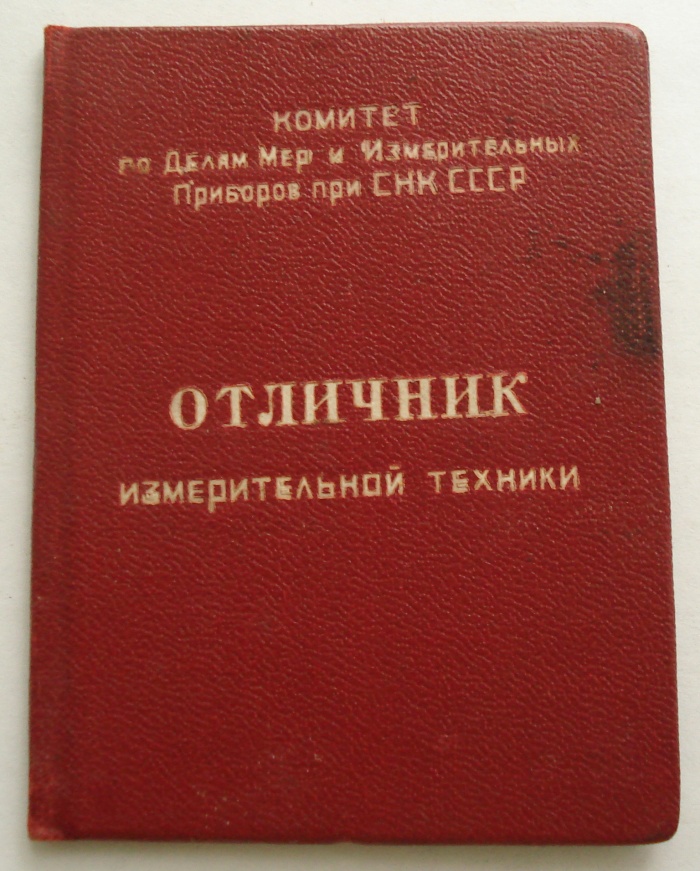 КОМИТЕТ
по Делам Мер и Измерительных
Приборов при СНК СССР
ОТЛИЧНИК
ИЗМЕРИТЕЛЬНОЙ ТЕХНИКИ